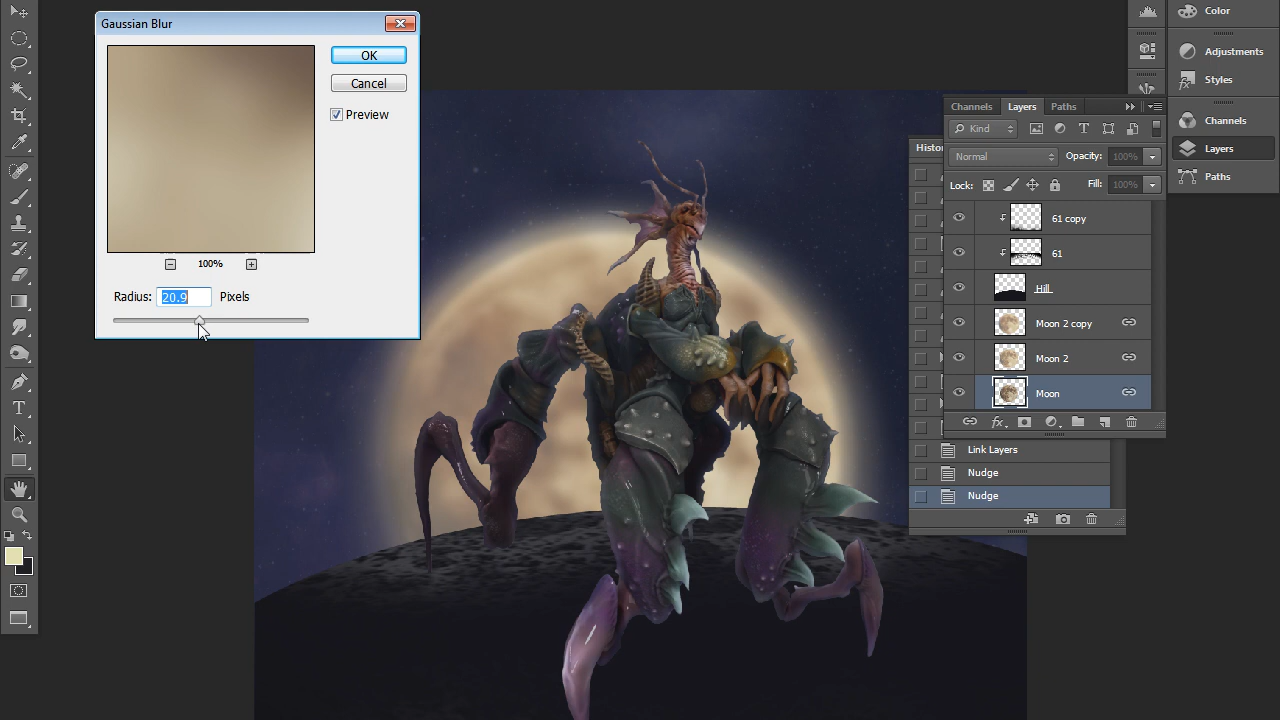 Gaussian Blur
OK
Cancel
Preview
100%
Radius: 20.9 Pixels
Color
Adjustments
Styles
Channels
Layers
Paths
Channels Layers Paths
Kind
Normal Opacity: 100%
Lock: Fill: 100%
61 copy
61
Hill
Moon 2 copy
Moon 2
Moon
Histo
Link Layers
Nudge
Nudge